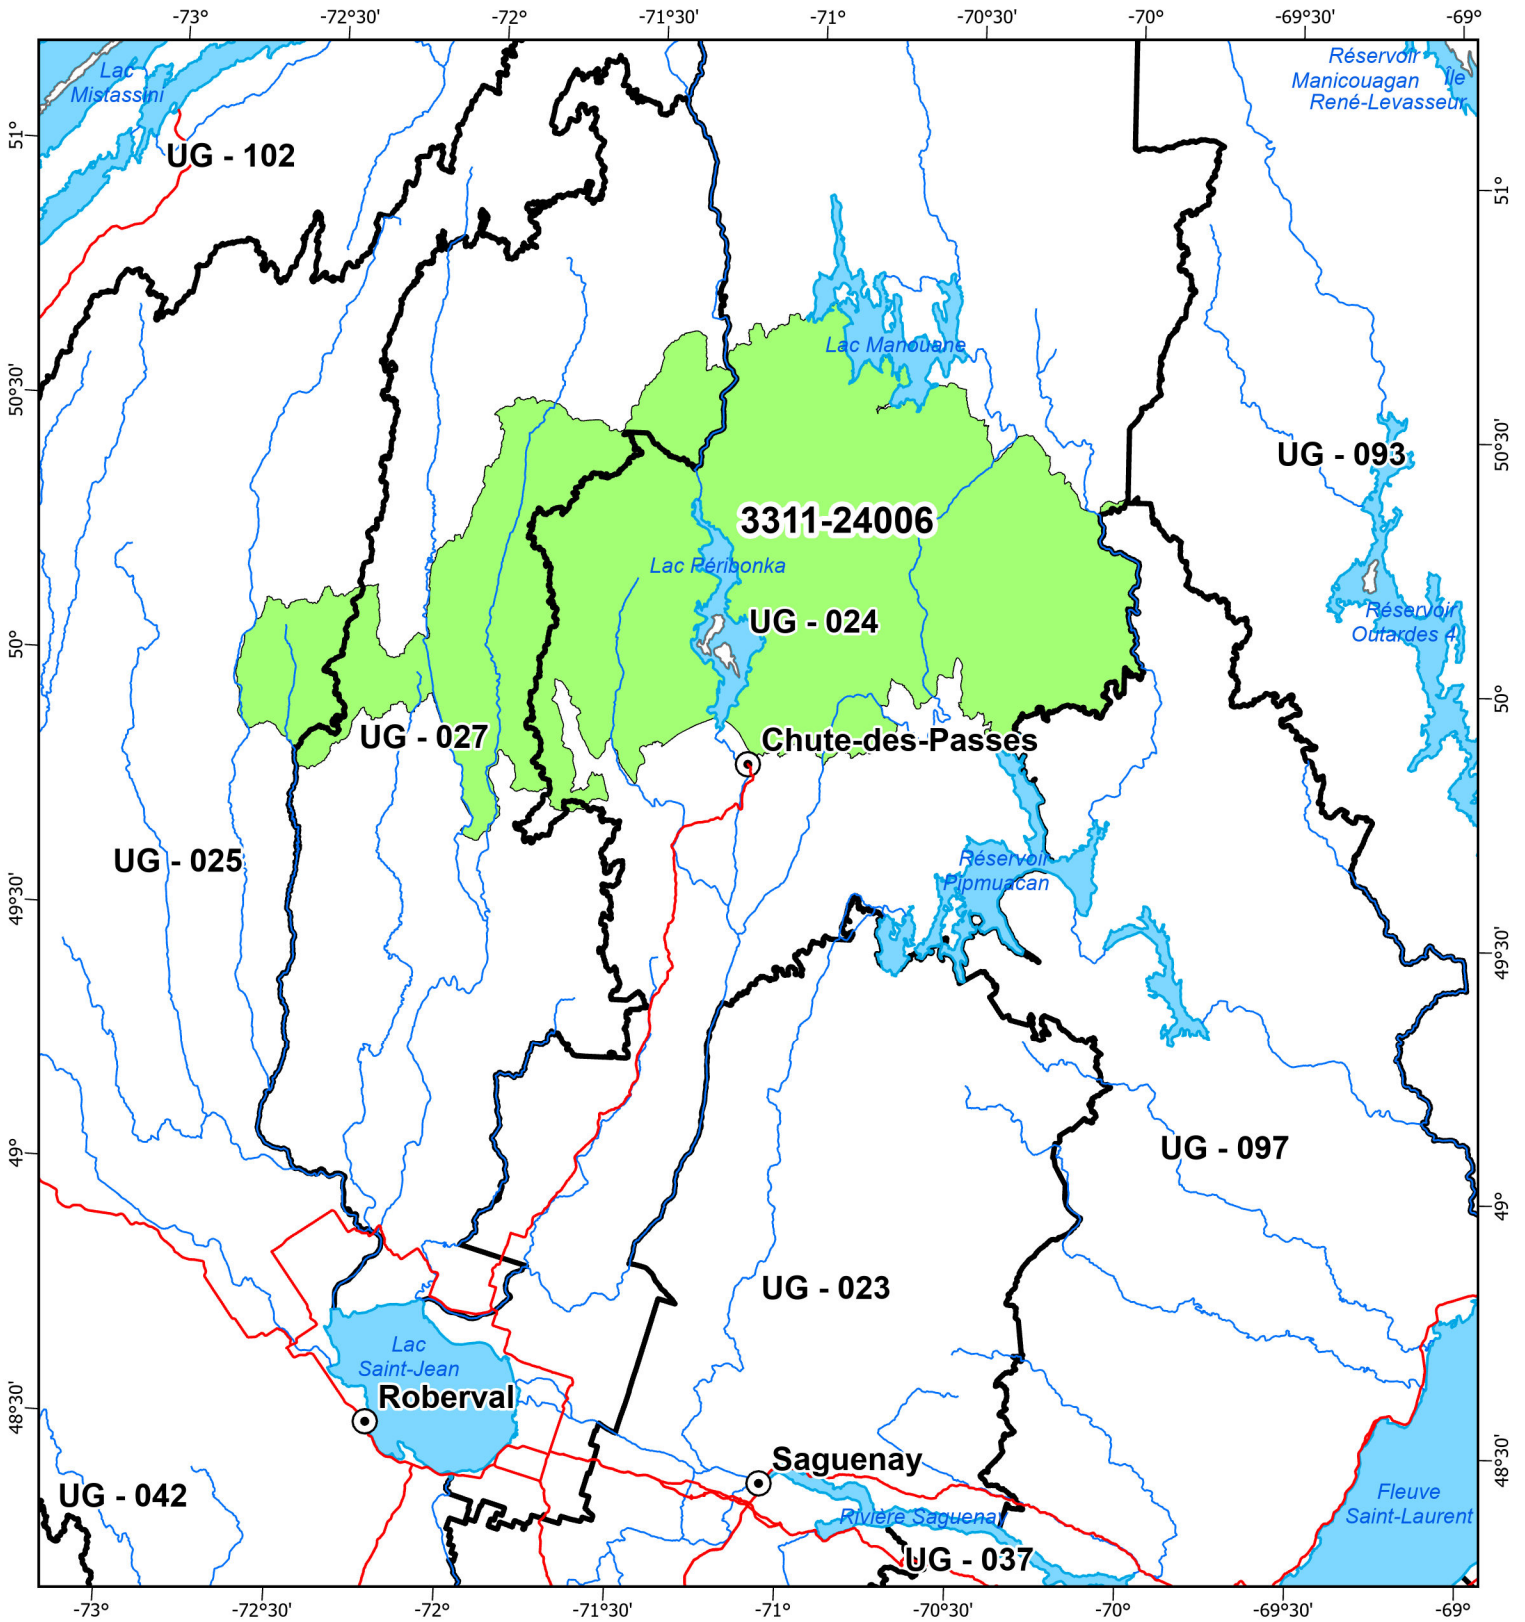 -73° -72°30' -72° -71°30' -71° -70°30' -70° -69°30' -69°
Lac
Mistassini
Réservoir
Manicouagan
René-Levasseur
Île
51°
UG - 102
51°
Lac Manouane
50°30'
50°30'
UG - 093
3311-24006
Lac Péribonka
UG - 024
Réservoir
Outardes 4
50°
50°
UG - 027
Chute-des-Passes
UG - 025
Réservoir
Pipmuacan
49°30'
49°30'
UG - 097
49°
49°
UG - 023
Lac
Saint-Jean
Roberval
48°30'
48°30'
Saguenay
UG - 042
Rivière Saguenay
Fleuve
Saint-Laurent
UG - 037
-73° -72°30' -72° -71°30' -71° -70°30' -70° -69°30' -69°